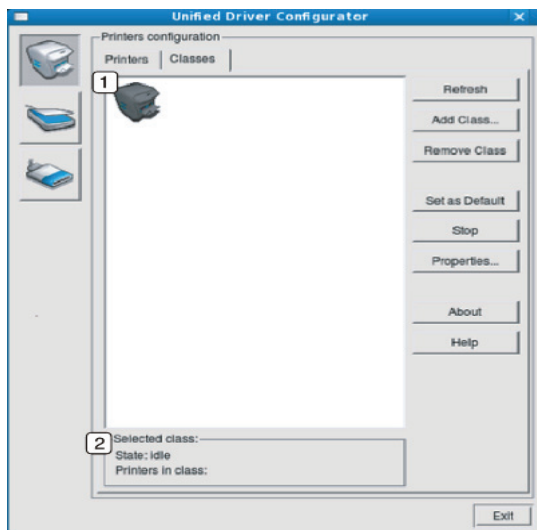 Unified Driver Configurator
Printers configuration
Printers Classes
1
Refresh
Add Class...
Remove Class
Set as Default
Stop
Properties...
About
Help
2
Selected class:
State: idle
Printers in class:
Exit